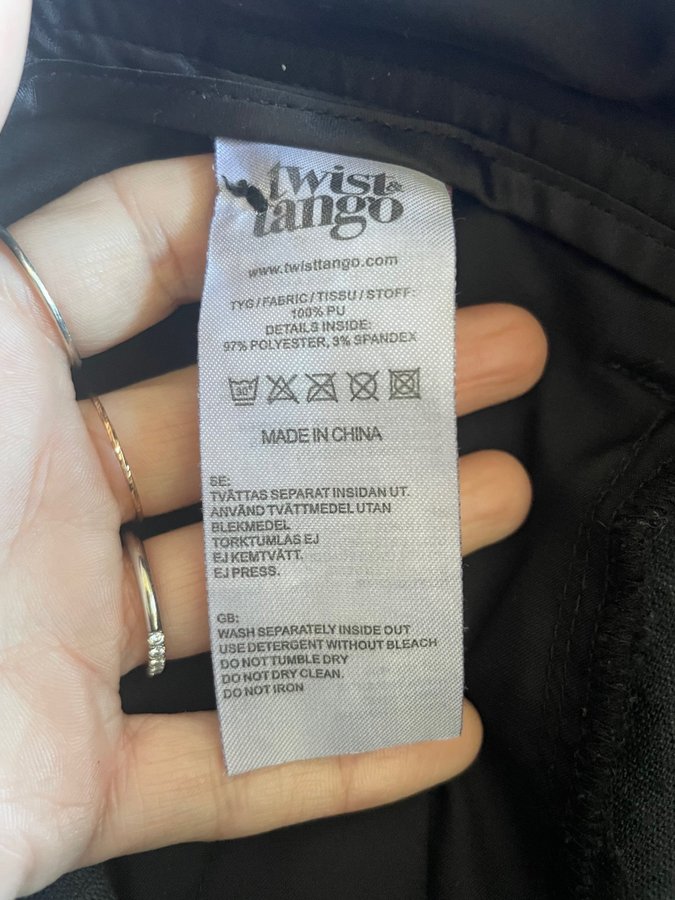 twist&
tango
www.twisttango.com
TYG/FABRIC/TISSU/STOFF:
100% PU
DETAILS INSIDE:
97% POLYESTER, 3% SPANDEX
30°
MADE IN CHINA
SE:
TVÄTTAS SEPARAT INSIDAN UT.
ANVÄND TVÄTTMEDEL UTAN
BLEKMEDEL
TORKTUMLAS EJ
EJ KEMTVÄTT.
EJ PRESS.
GB:
WASH SEPARATELY INSIDE OUT
USE DETERGENT WITHOUT BLEACH
DO NOT TUMBLE DRY
DO NOT DRY CLEAN.
DO NOT IRON